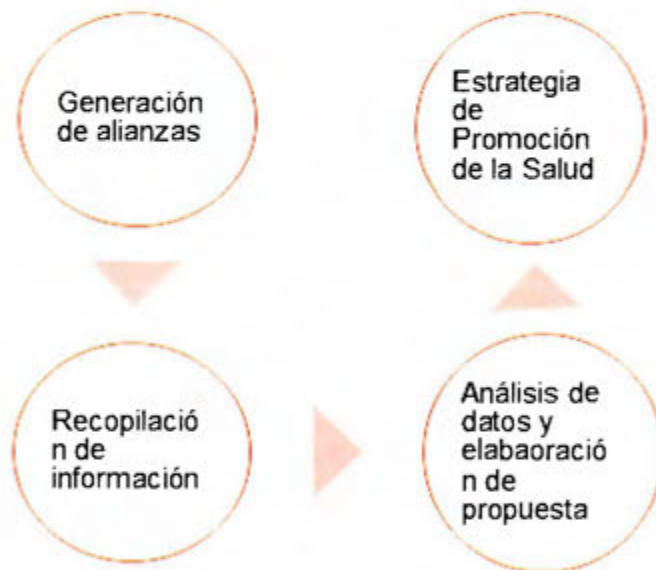 Generación
de alianzas
Recopilació
n de
información
Análisis de
datos y
elabaoració
n de
propuesta
Estrategia
de
Promoción
de la Salud